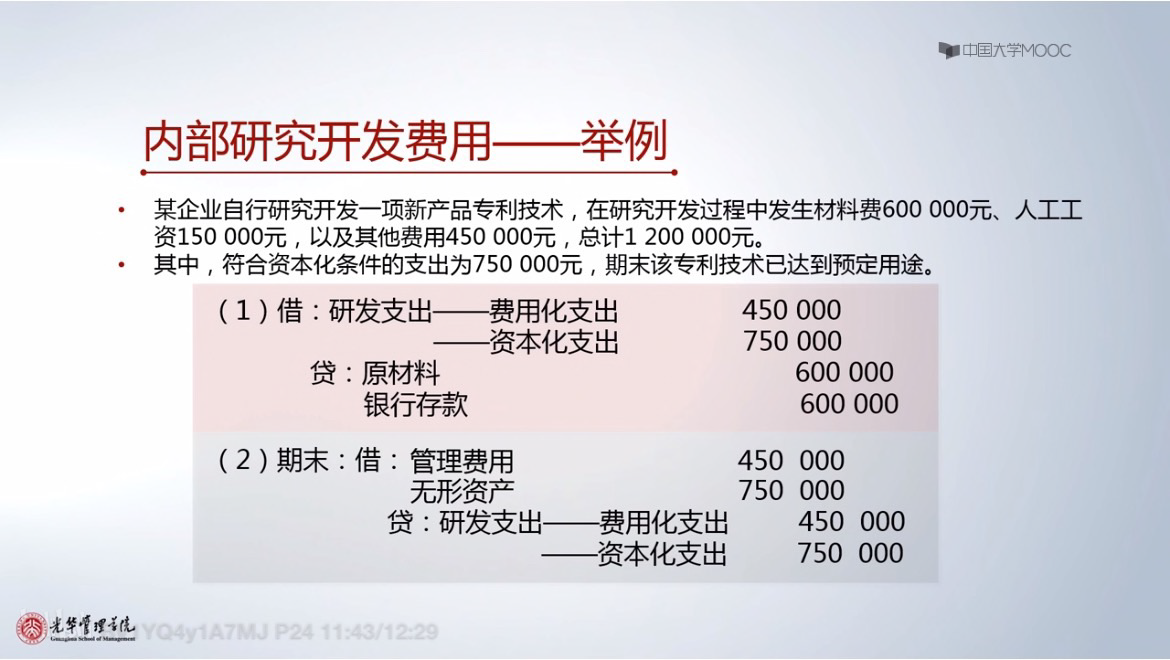 中国大学MOOC
内部研究开发费用——举例
• 某企业自行研究开发一项新产品专利技术，在研究开发过程中发生材料费600 000元、人工工
资150 000元，以及其他费用450 000元，总计1 200 000元。
• 其中，符合资本化条件的支出为750 000元，期末该专利技术已达到预定用途。
（1）借：研发支出——费用化支出 450 000
——资本化支出 750 000
贷：原材料 600 000
银行存款 600 000
（2）期末：借：管理费用 450 000
无形资产 750 000
贷：研发支出——费用化支出 450 000
——资本化支出 750 000
光华管理学院
Guanghua School of Management
YQ4y1A7MJ P24 11:43/12:29